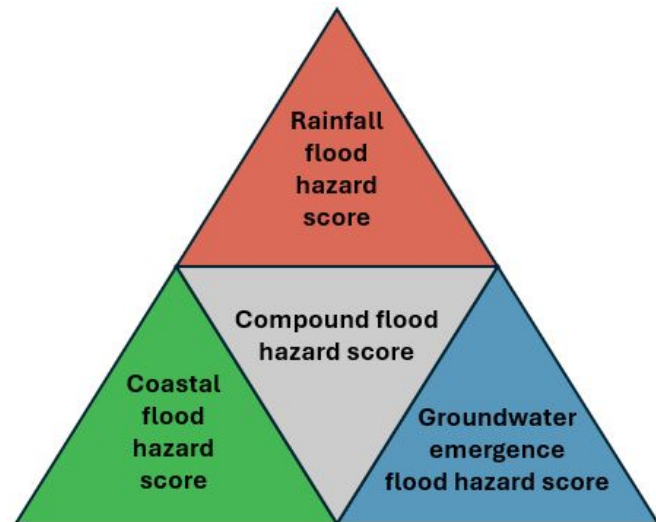 Rainfall
flood
hazard
score
Compound flood
hazard score
Coastal
flood
hazard
score
Groundwater
emergence
flood hazard score